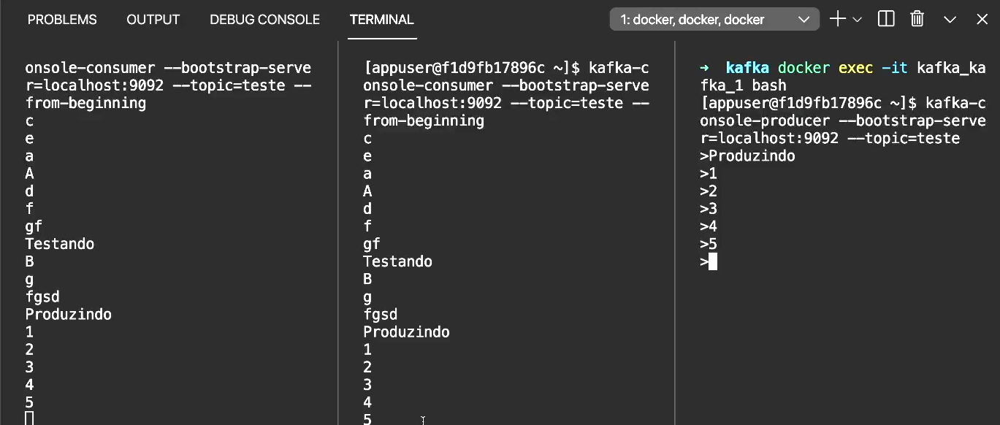 PROBLEMS OUTPUT DEBUG CONSOLE TERMINAL 1: docker, docker, docker
onsole-consumer --bootstrap-serve
r=localhost:9092 --topic=teste --
from-beginning
c
e
a
A
d
f
gf
Testando
B
g
fgsd
Produzindo
1
2
3
4
5
[appuser@f1d9fb17896c ~]$ kafka-c
onsole-consumer --bootstrap-serve
r=localhost:9092 --topic=teste --
from-beginning
c
e
a
A
d
f
gf
Testando
B
g
fgsd
Produzindo
1
2
3
4
5
→ kafka docker exec -it kafka_ka
fka_1 bash
[appuser@f1d9fb17896c ~]$ kafka-c
onsole-producer --bootstrap-serve
r=localhost:9092 --topic=teste
>Produzindo
>1
>2
>3
>4
>5
>